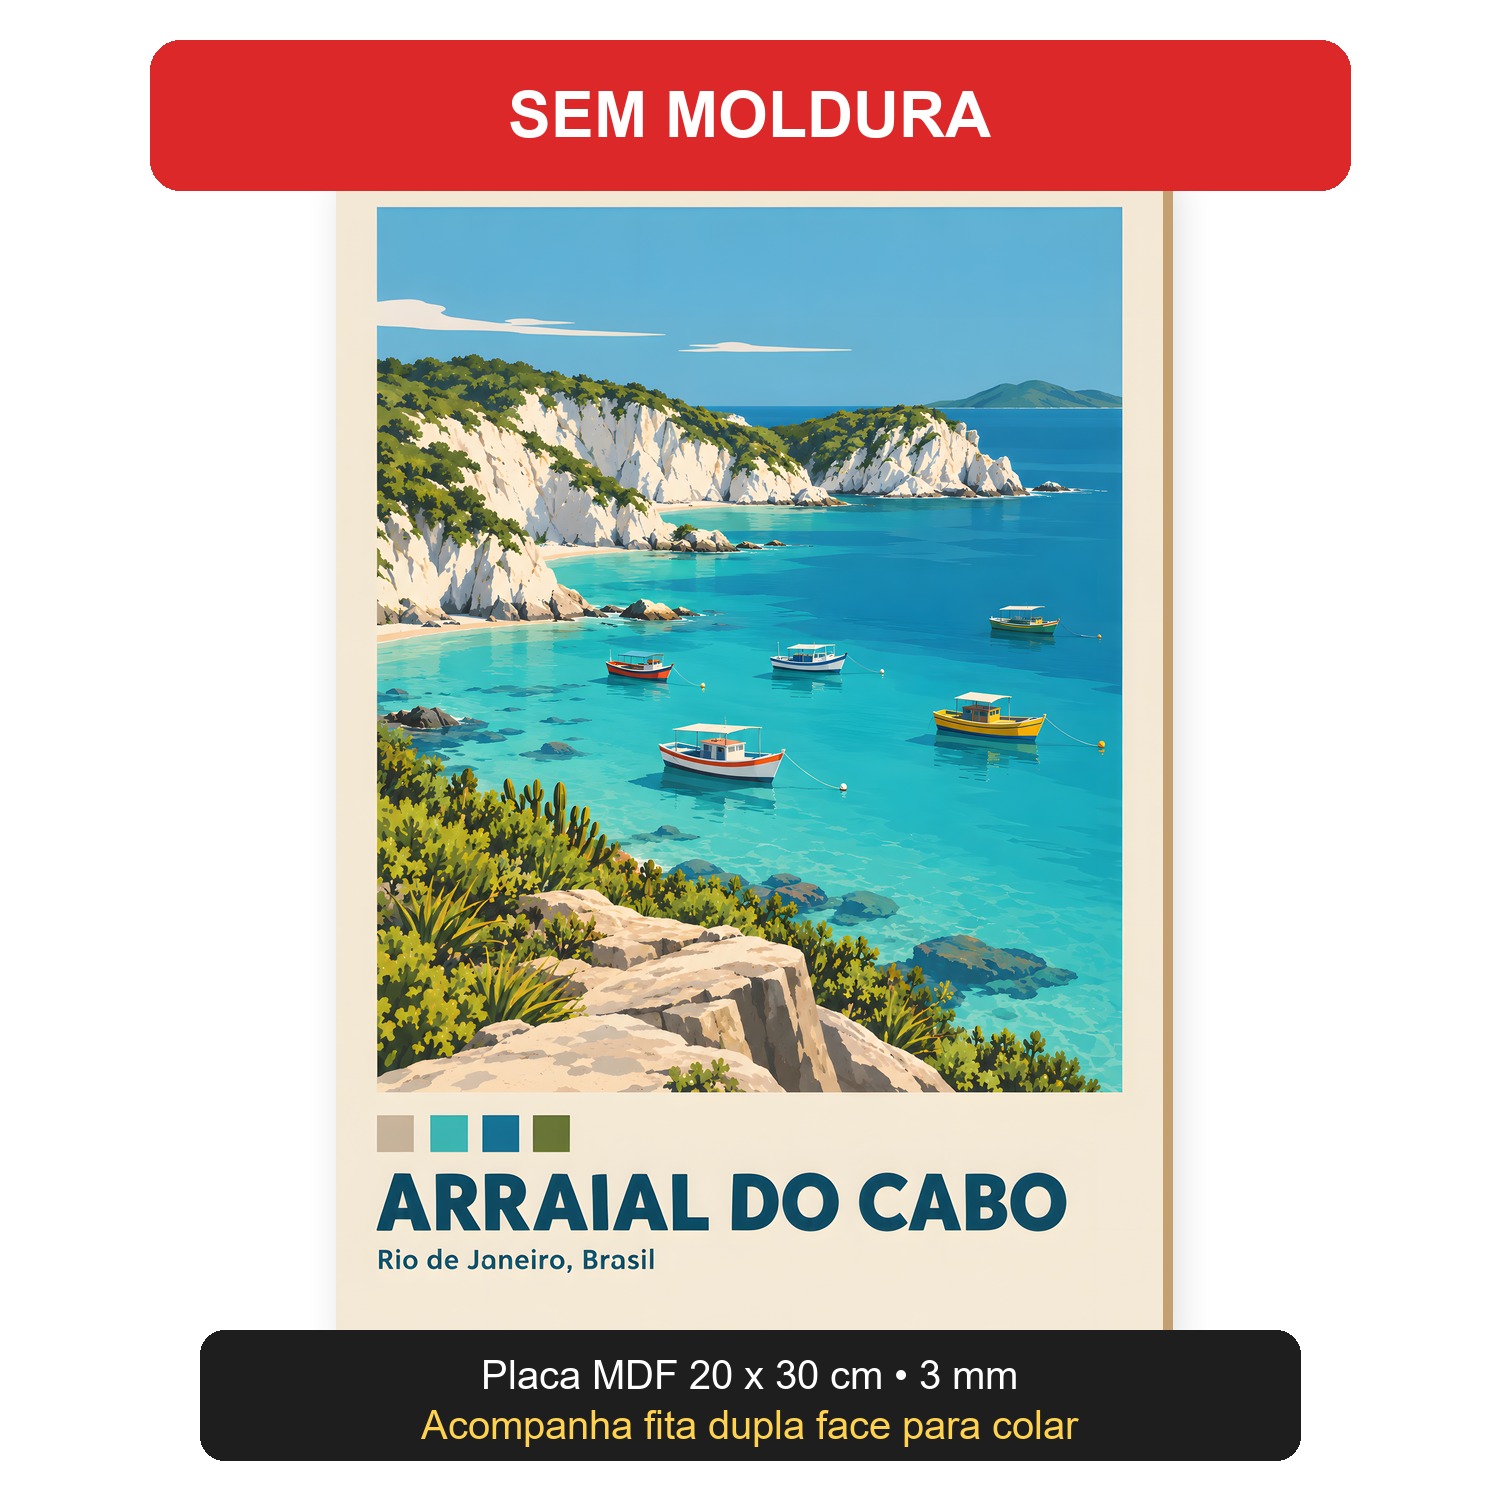 SEM MOLDURA
ARRAIAL DO CABO
Rio de Janeiro, Brasil
Placa MDF 20 x 30 cm • 3 mm
Acompanha fita dupla face para colar